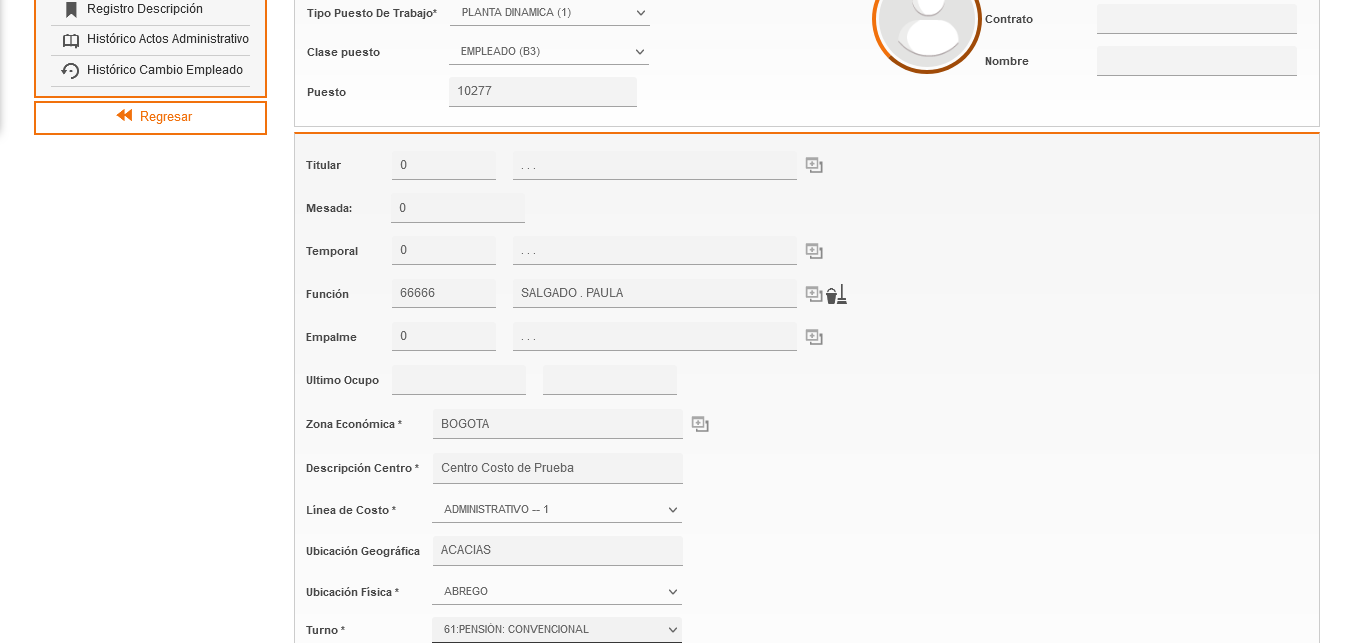 Registro Descripción
Histórico Actos Administrativo
Histórico Cambio Empleado
Regresar
Tipo Puesto De Trabajo* PLANTA DINAMICA (1)
Clase puesto EMPLEADO (B3)
Puesto 10277
Contrato
Nombre
Titular 0 . . .
Mesada: 0
Temporal 0 . . .
Función 66666 SALGADO . PAULA
Empalme 0 . . .
Ultimo Ocupo
Zona Económica * BOGOTA
Descripción Centro * Centro Costo de Prueba
Línea de Costo * ADMINISTRATIVO -- 1
Ubicación Geográfica ACACIAS
Ubicación Física * ABREGO
Turno * 61:PENSIÓN: CONVENCIONAL